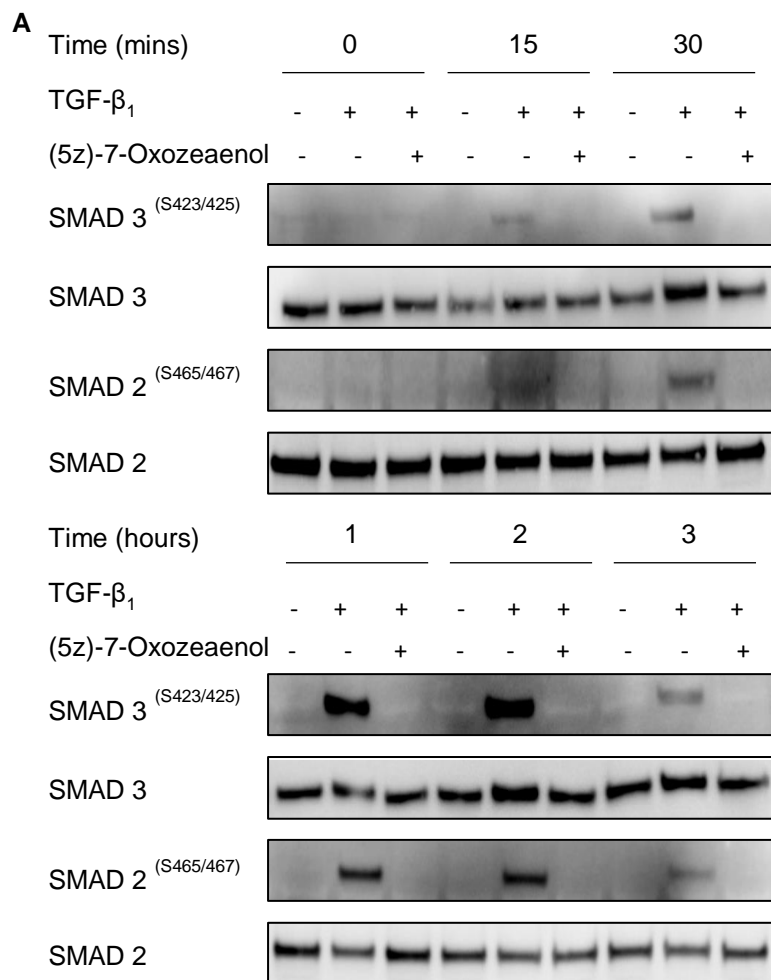 A
Time (mins) 0 15 30
TGF-β₁ - + + - + + - + +
(5z)-7-Oxozeaenol - - + - - + - - +
SMAD 3 (S423/425)
SMAD 3
SMAD 2 (S465/467)
SMAD 2
Time (hours) 1 2 3
TGF-β₁ - + + - + + - + +
(5z)-7-Oxozeaenol - - + - - + - - +
SMAD 3 (S423/425)
SMAD 3
SMAD 2 (S465/467)
SMAD 2